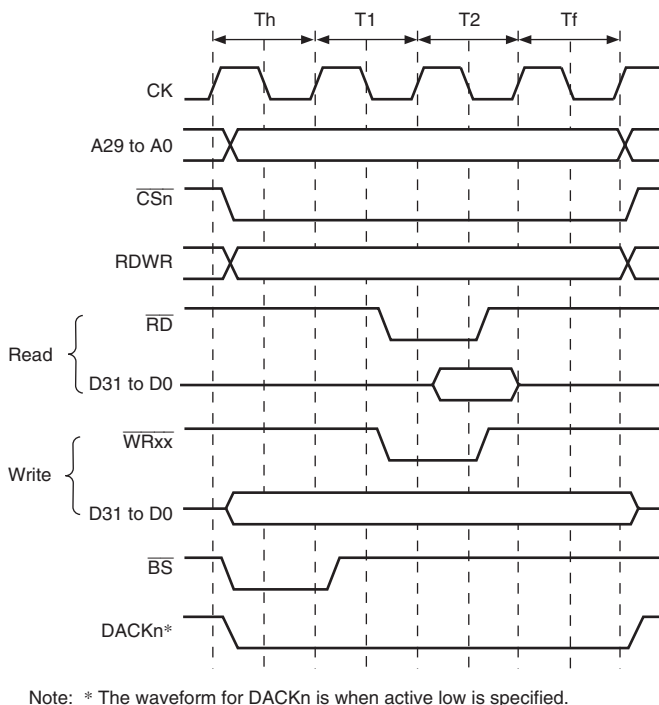 Th T1 T2 Tf
CK
A29 to A0
CSn
RDWR
RD
Read
D31 to D0
WRxx
Write
D31 to D0
BS
DACKn*
Note: * The waveform for DACKn is when active low is specified.